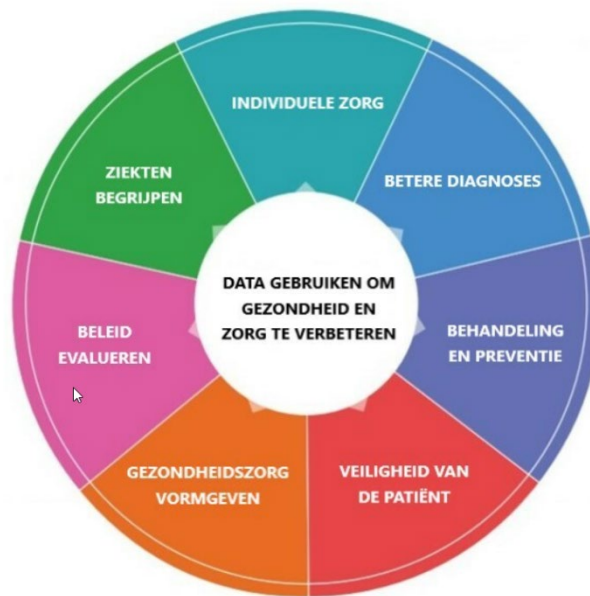 INDIVIDUELE ZORG
BETERE DIAGNOSES
BEHANDELING
EN PREVENTIE
VEILIGHEID VAN
DE PATIËNT
GEZONDHEIDSZORG
VORMGEVEN
BELEID
EVALUEREN
ZIEKTEN
BEGRIJPEN
DATA GEBRUIKEN OM
GEZONDHEID EN
ZORG TE VERBETEREN